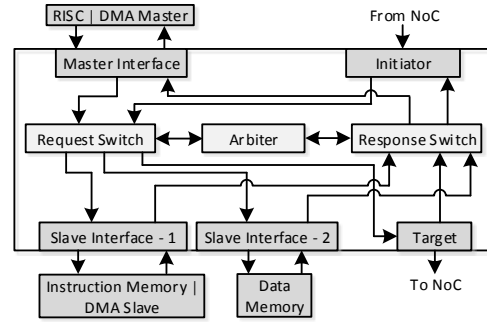 RISC | DMA Master
From NoC
Master Interface
Initiator
Request Switch
Arbiter
Response Switch
Slave Interface - 1
Slave Interface - 2
Target
Instruction Memory |
DMA Slave
Data
Memory
To NoC